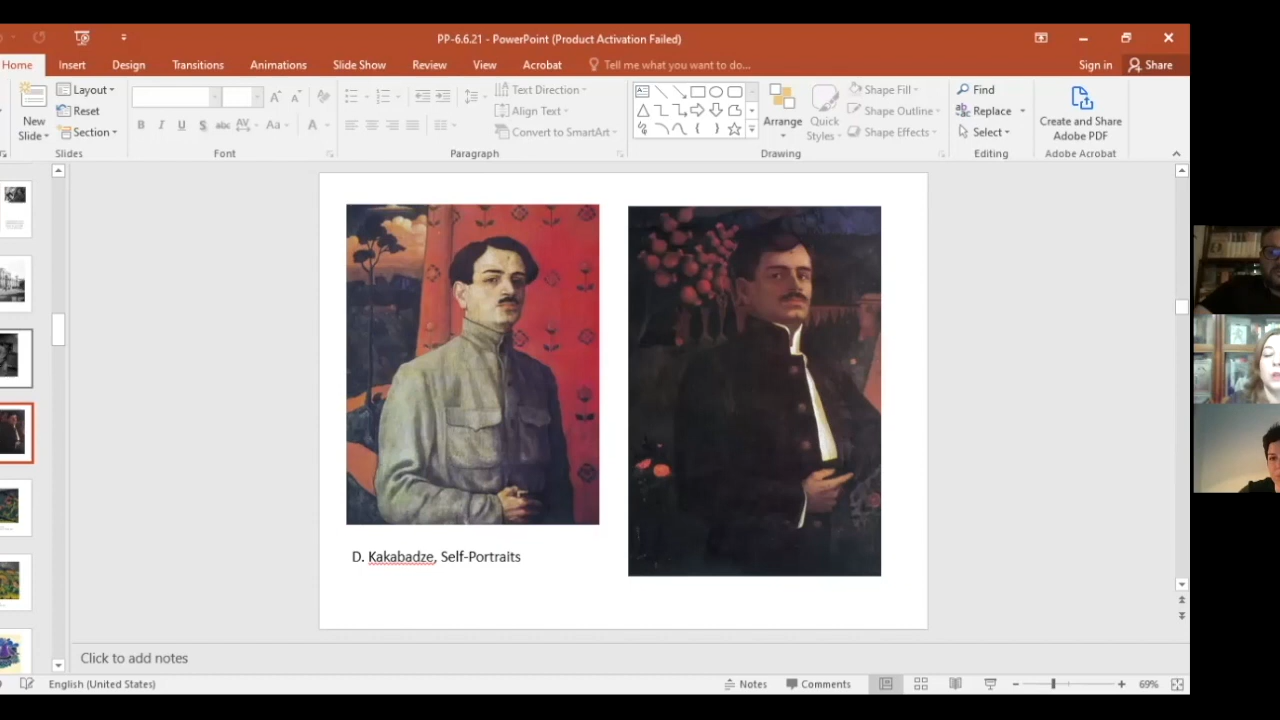 PP-6.6.21 - PowerPoint (Product Activation Failed)
Home Insert Design Transitions Animations Slide Show Review View Acrobat Tell me what you want to do... Sign in Share
New Slide
Layout
Reset
Section
Slides
B I U S abc AV Aa A
Font
Text Direction
Align Text
Convert to SmartArt
Paragraph
Arrange
Quick Styles
Shape Fill
Shape Outline
Shape Effects
Drawing
Find
Replace
Select
Editing
Create and Share
Adobe PDF
Adobe Acrobat
D. Kakabadze, Self-Portraits
Click to add notes
English (United States) Notes Comments 69%